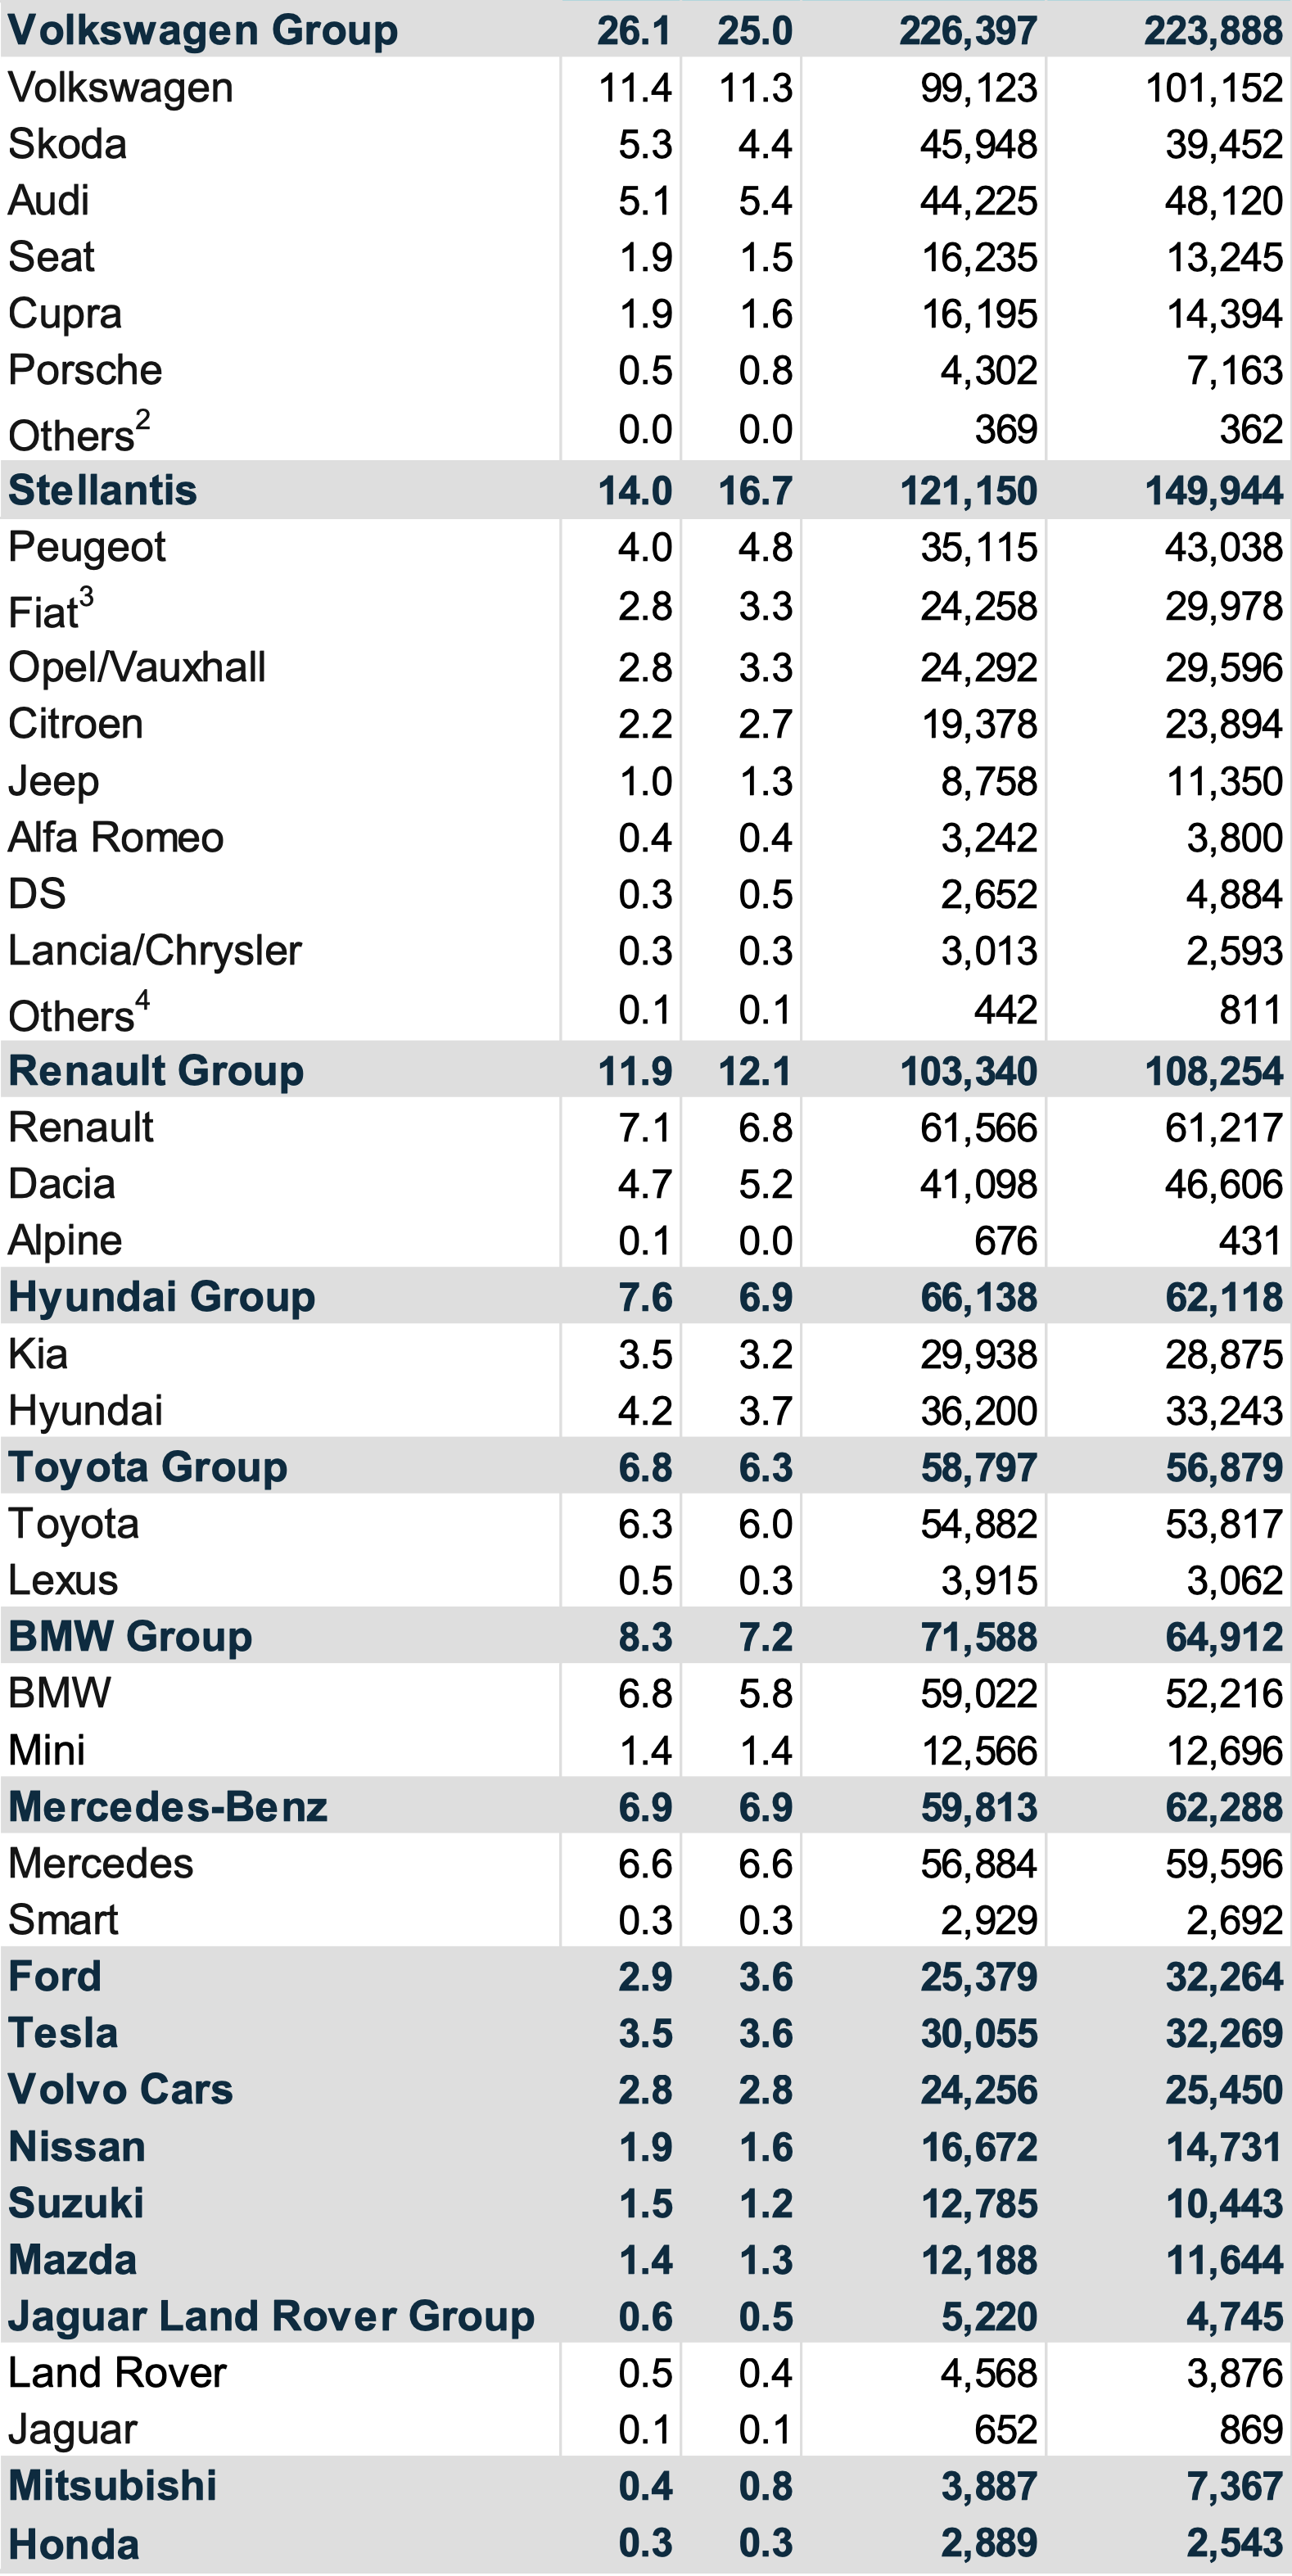 Volkswagen Group 26.1 25.0 226,397 223,888
Volkswagen 11.4 11.3 99,123 101,152
Skoda 5.3 4.4 45,948 39,452
Audi 5.1 5.4 44,225 48,120
Seat 1.9 1.5 16,235 13,245
Cupra 1.9 1.6 16,195 14,394
Porsche 0.5 0.8 4,302 7,163
Others² 0.0 0.0 369 362
Stellantis 14.0 16.7 121,150 149,944
Peugeot 4.0 4.8 35,115 43,038
Fiat³ 2.8 3.3 24,258 29,978
Opel/Vauxhall 2.8 3.3 24,292 29,596
Citroen 2.2 2.7 19,378 23,894
Jeep 1.0 1.3 8,758 11,350
Alfa Romeo 0.4 0.4 3,242 3,800
DS 0.3 0.5 2,652 4,884
Lancia/Chrysler 0.3 0.3 3,013 2,593
Others⁴ 0.1 0.1 442 811
Renault Group 11.9 12.1 103,340 108,254
Renault 7.1 6.8 61,566 61,217
Dacia 4.7 5.2 41,098 46,606
Alpine 0.1 0.0 676 431
Hyundai Group 7.6 6.9 66,138 62,118
Kia 3.5 3.2 29,938 28,875
Hyundai 4.2 3.7 36,200 33,243
Toyota Group 6.8 6.3 58,797 56,879
Toyota 6.3 6.0 54,882 53,817
Lexus 0.5 0.3 3,915 3,062
BMW Group 8.3 7.2 71,588 64,912
BMW 6.8 5.8 59,022 52,216
Mini 1.4 1.4 12,566 12,696
Mercedes-Benz 6.9 6.9 59,813 62,288
Mercedes 6.6 6.6 56,884 59,596
Smart 0.3 0.3 2,929 2,692
Ford 2.9 3.6 25,379 32,264
Tesla 3.5 3.6 30,055 32,269
Volvo Cars 2.8 2.8 24,256 25,450
Nissan 1.9 1.6 16,672 14,731
Suzuki 1.5 1.2 12,785 10,443
Mazda 1.4 1.3 12,188 11,644
Jaguar Land Rover Group 0.6 0.5 5,220 4,745
Land Rover 0.5 0.4 4,568 3,876
Jaguar 0.1 0.1 652 869
Mitsubishi 0.4 0.8 3,887 7,367
Honda 0.3 0.3 2,889 2,543